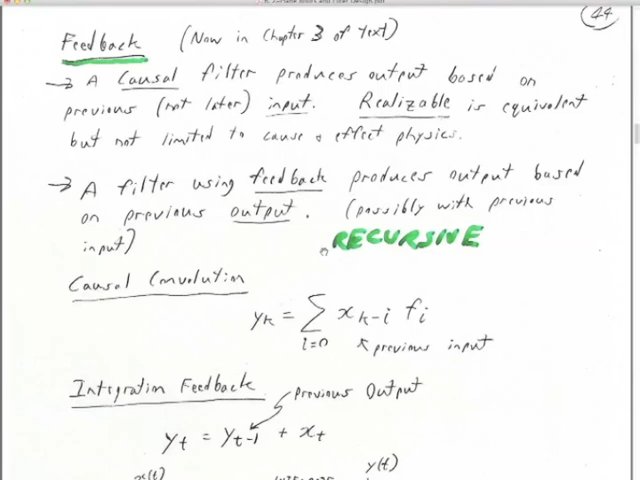 44
Feedback (Now in Chapter 3 of Text)
→ A Causal filter produces output based on
previous (not later) input. Realizable is equivalent
but not limited to cause & effect physics.
→ A filter using feedback produces output based
on previous output. (possibly with previous
input)
RECURSIVE
Causal Convolution
yk = ∑ xk-i fi
i=0 previous input
Integration Feedback previous Output
yt = yt-1 + xt
x(t) y(t)